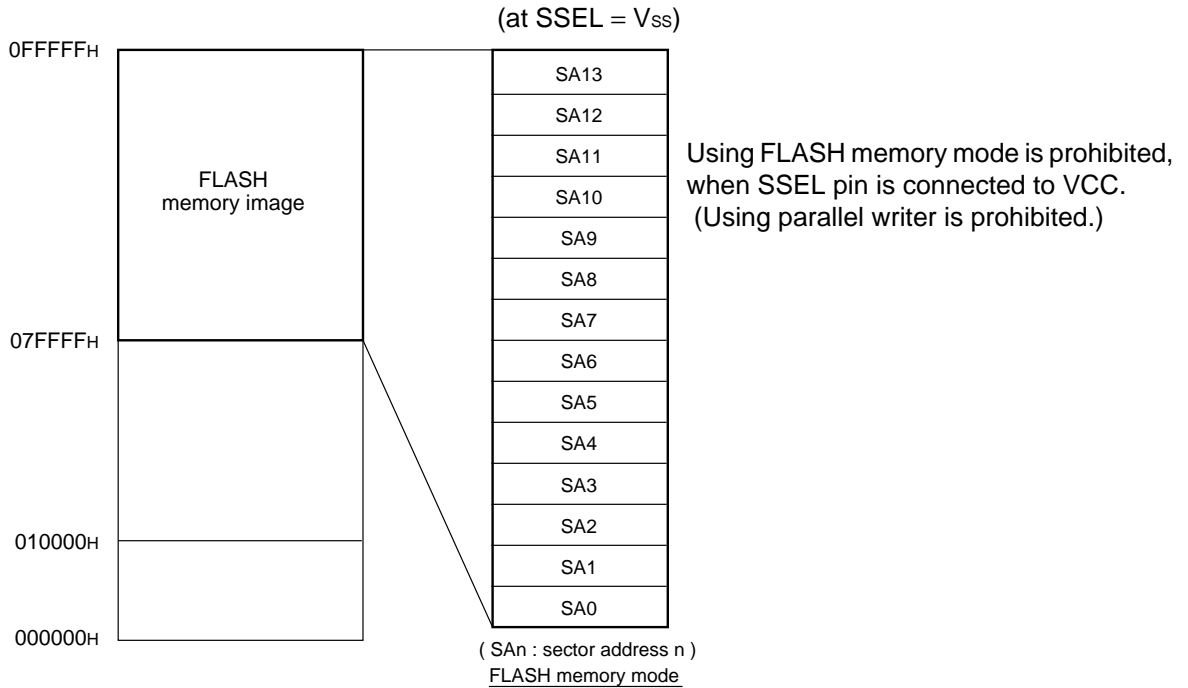 (at SSEL = Vss)
0FFFFFH
SA13
SA12
SA11
SA10
SA9
SA8
SA7
SA6
SA5
SA4
SA3
SA2
SA1
SA0
FLASH
memory image
Using FLASH memory mode is prohibited,
when SSEL pin is connected to VCC.
(Using parallel writer is prohibited.)
07FFFFH
010000H
000000H
( SAn : sector address n )
FLASH memory mode